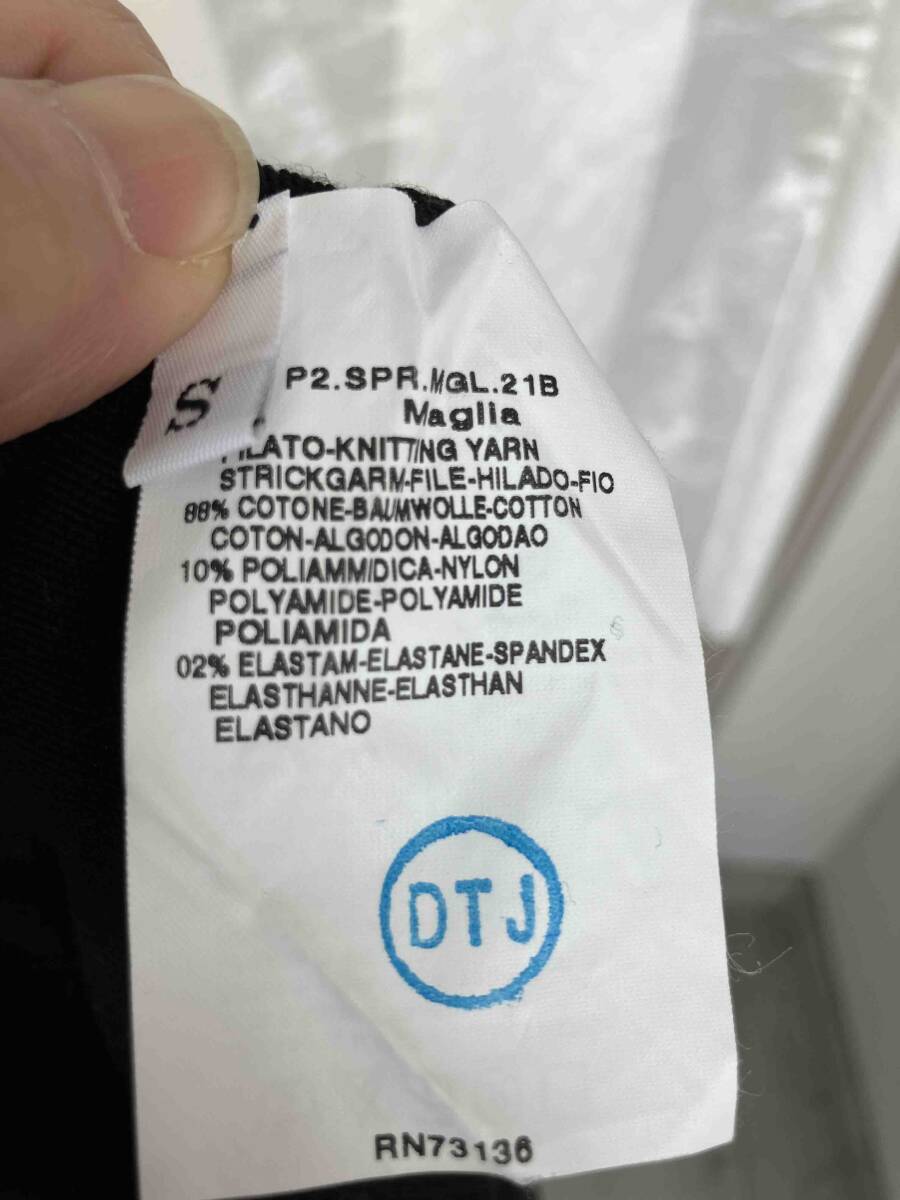 S
P2.SPR.MGL.21B
Maglia
FILATO-KNITTING YARN
STRICKGARM-FILE-HILADO-FIO
88% COTONE-BAUMWOLLE-COTTON
COTON-ALGODON-ALGODAO
10% POLIAMMIDICA-NYLON
POLYAMIDE-POLYAMIDE
POLIAMIDA
02% ELASTAM-ELASTANE-SPANDEX
ELASTHANNE-ELASTHAN
ELASTANO
DTJ
RN73136